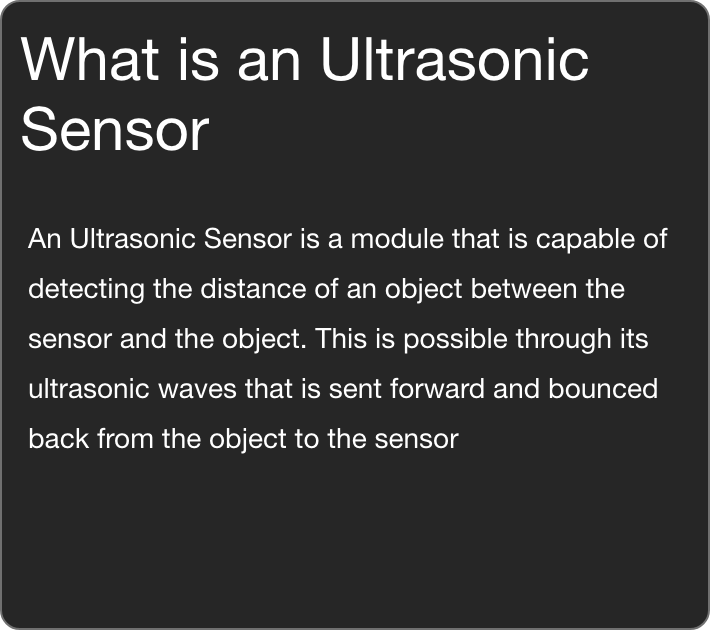 What is an Ultrasonic
Sensor
An Ultrasonic Sensor is a module that is capable of
detecting the distance of an object between the
sensor and the object. This is possible through its
ultrasonic waves that is sent forward and bounced
back from the object to the sensor